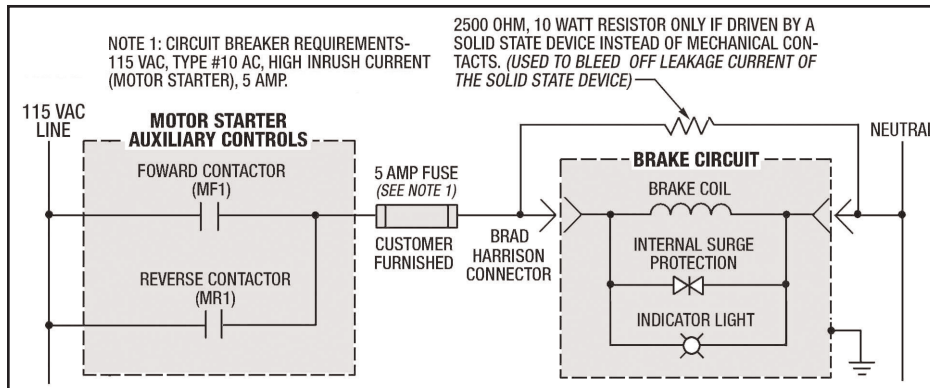 NOTE 1: CIRCUIT BREAKER REQUIREMENTS-
115 VAC, TYPE #10 AC, HIGH INRUSH CURRENT
(MOTOR STARTER), 5 AMP.
2500 OHM, 10 WATT RESISTOR ONLY IF DRIVEN BY A
SOLID STATE DEVICE INSTEAD OF MECHANICAL CON-
TACTS. (USED TO BLEED OFF LEAKAGE CURRENT OF
THE SOLID STATE DEVICE)
115 VAC
LINE
MOTOR STARTER
AUXILIARY CONTROLS
FOWARD CONTACTOR
(MF1)
REVERSE CONTACTOR
(MR1)
5 AMP FUSE
(SEE NOTE 1)
CUSTOMER
FURNISHED
BRAD
HARRISON
CONNECTOR
BRAKE CIRCUIT
BRAKE COIL
INTERNAL SURGE
PROTECTION
INDICATOR LIGHT
NEUTRAL